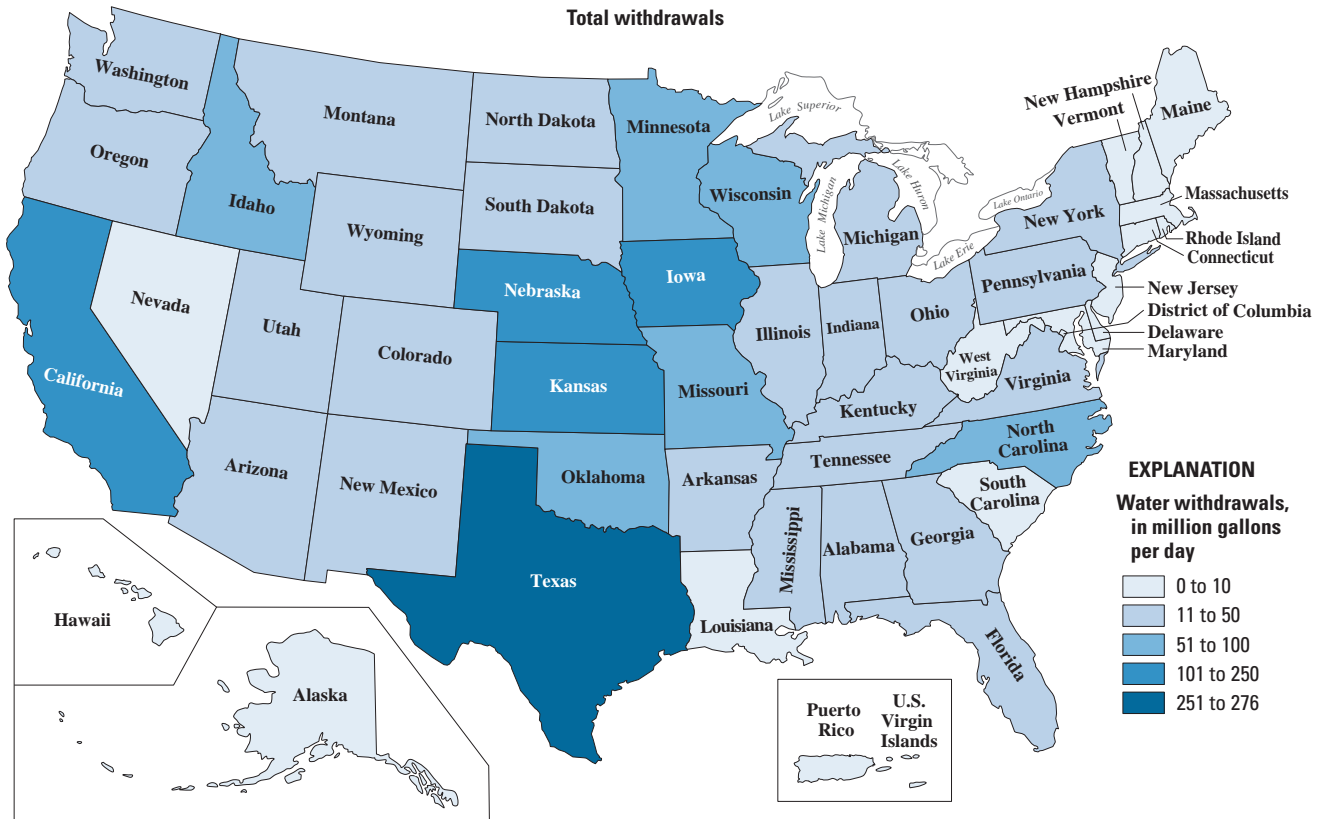 Total withdrawals
Washington
Oregon
California
Nevada
Idaho
Montana
Wyoming
Utah
Colorado
Arizona
New Mexico
North Dakota
South Dakota
Nebraska
Kansas
Oklahoma
Texas
Minnesota
Iowa
Missouri
Arkansas
Louisiana
Wisconsin
Illinois
Michigan
Indiana
Ohio
Kentucky
Tennessee
Mississippi
Alabama
Georgia
Florida
South
Carolina
North
Carolina
Virginia
West
Virginia
Pennsylvania
New York
Lake Superior
Lake Michigan
Lake Huron
Lake Erie
Lake Ontario
New Hampshire
Vermont
Maine
Massachusetts
Rhode Island
Connecticut
New Jersey
District of Columbia
Delaware
Maryland
Hawaii
Alaska
Puerto
Rico
U.S.
Virgin
Islands
EXPLANATION
Water withdrawals,
in million gallons
per day
0 to 10
11 to 50
51 to 100
101 to 250
251 to 276